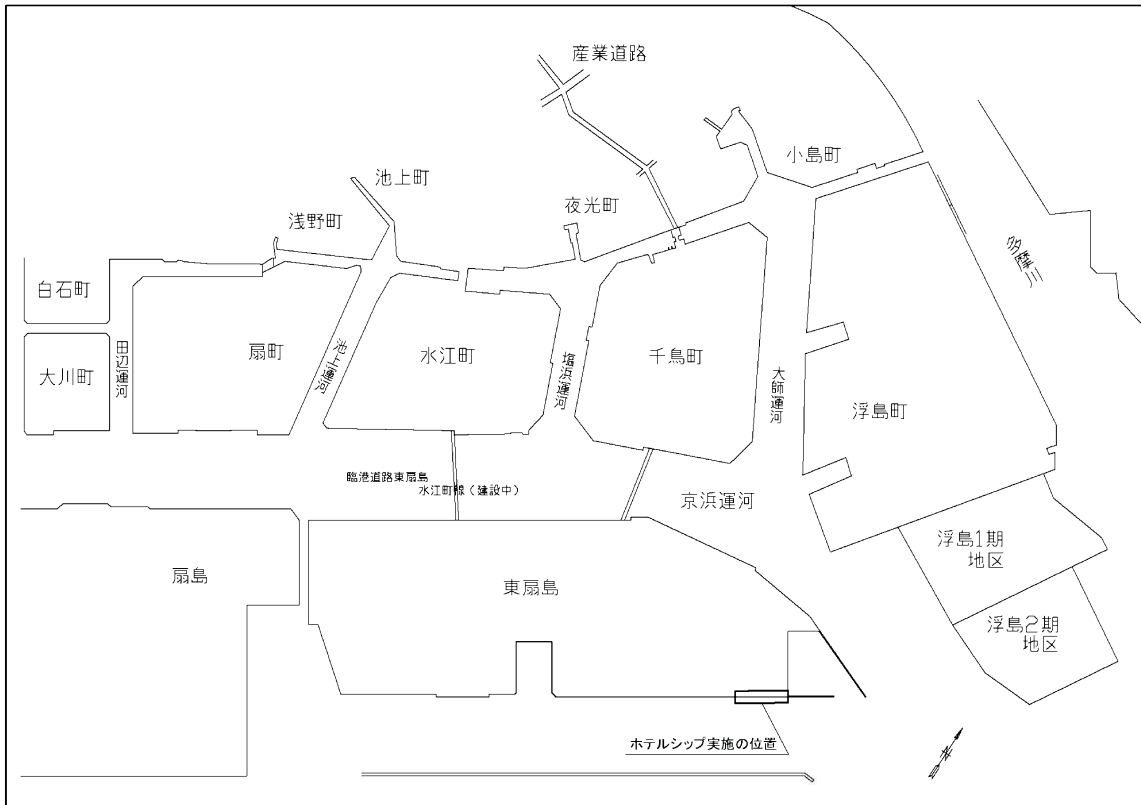 産業道路
小島町
池上町
夜光町
浅野町
多摩川
白石町
扇町
池上運河
水江町
塩浜運河
千鳥町
大師運河
浮島町
大川町
田辺運河
臨港道路東扇島
水江町線(建設中)
京浜運河
浮島1期
地区
扇島
東扇島
浮島2期
地区
ホテルシップ実施の位置